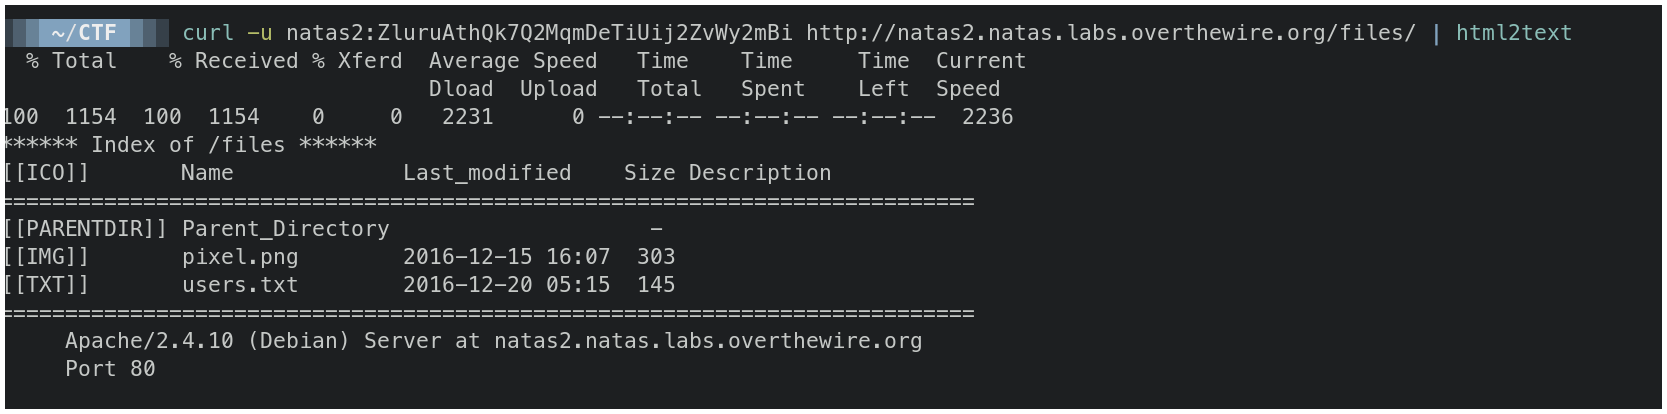 ~/CTF curl -u natas2:ZluruAthQk7Q2MqmDeTiUij2ZvWy2mBi http://natas2.natas.labs.overthewire.org/files/ | html2text
% Total % Received % Xferd Average Speed Time Time Time Current
Dload Upload Total Spent Left Speed
100 1154 100 1154 0 0 2231 0 --:--:-- --:--:-- --:--:-- 2236
****** Index of /files ******
[[ICO]] Name Last_modified Size Description
===========================================================================
[[PARENTDIR]] Parent_Directory -
[[IMG]] pixel.png 2016-12-15 16:07 303
[[TXT]] users.txt 2016-12-20 05:15 145
===========================================================================
Apache/2.4.10 (Debian) Server at natas2.natas.labs.overthewire.org
Port 80